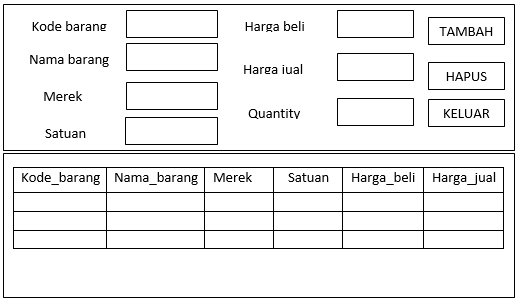 Kode barang
Harga beli
TAMBAH
Nama barang
Harga jual
HAPUS
Merek
Quantity
KELUAR
Satuan
Kode_barang Nama_barang Merek Satuan Harga_beli Harga_jual